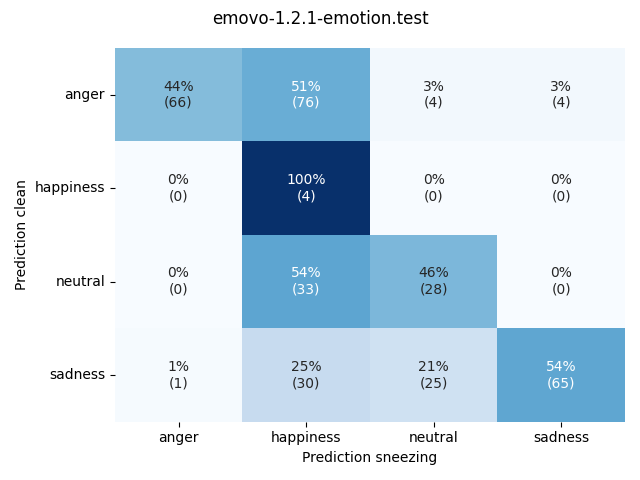 emovo-1.2.1-emotion.test
Prediction clean
anger
44% 51% 3% 3%
(66) (76) (4) (4)
happiness
0% 100% 0% 0%
(0) (4) (0) (0)
neutral
0% 54% 46% 0%
(0) (33) (28) (0)
sadness
1% 25% 21% 54%
(1) (30) (25) (65)
anger happiness neutral sadness
Prediction sneezing